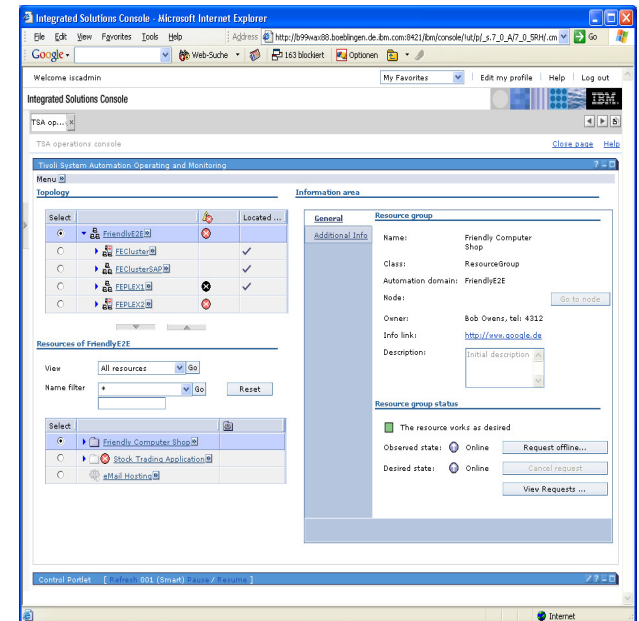 Integrated Solutions Console - Microsoft Internet Explorer
File Edit View Favorites Tools Help Address http://b99wax88.boeblingen.de.ibm.com:8421/ibm/console/!ut/p/_s.7_0_A/7_0_5RH/.cm Go
Google Web-Suche 163 blockiert Optionen
Welcome iscadmin My Favorites Edit my profile Help Log out
Integrated Solutions Console IBM.
TSA op...
TSA operations console Close page Help
Tivoli System Automation Operating and Monitoring
Menu
Topology
Select Located ...
FriendlyE2E
FECluster
FEClusterSAP
FEPLEX1
FEPLEX2
Resources of FriendlyE2E
View All resources Go
Name filter * Go Reset
Select
Friendly Computer Shop
Stock Trading Application
eMail Hosting
Information area
General
Additional Info
Resource group
Name: Friendly Computer
Shop
Class: ResourceGroup
Automation domain: FriendlyE2E
Node: Go to node
Owner: Bob Owens, tel: 4312
Info link: http://www.google.de
Description: Initial description
Resource group status
The resource works as desired
Observed state: Online Request offline...
Desired state: Online Cancel request
View Requests ...
Control Portlet [ Refresh 001 (Smart) Pause / Resume ]
Internet